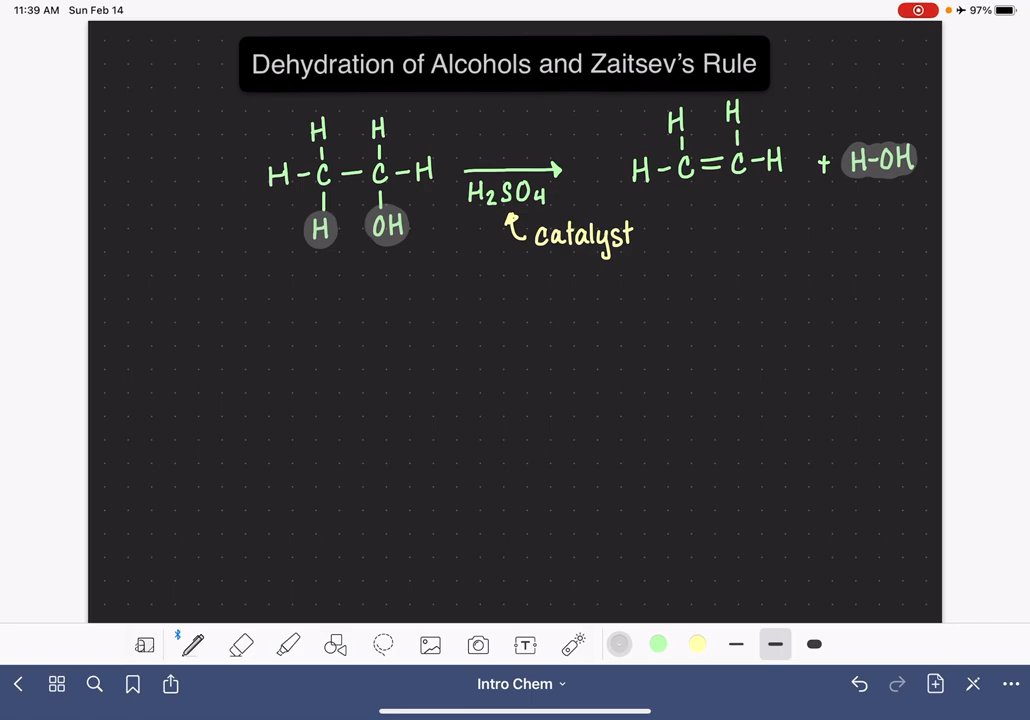 11:39 AM Sun Feb 14
97%
Dehydration of Alcohols and Zaitsev's Rule
H H H H
H-C-C-H H-C=C-H + H-OH
H₂SO₄
H OH
catalyst
T
Intro Chem